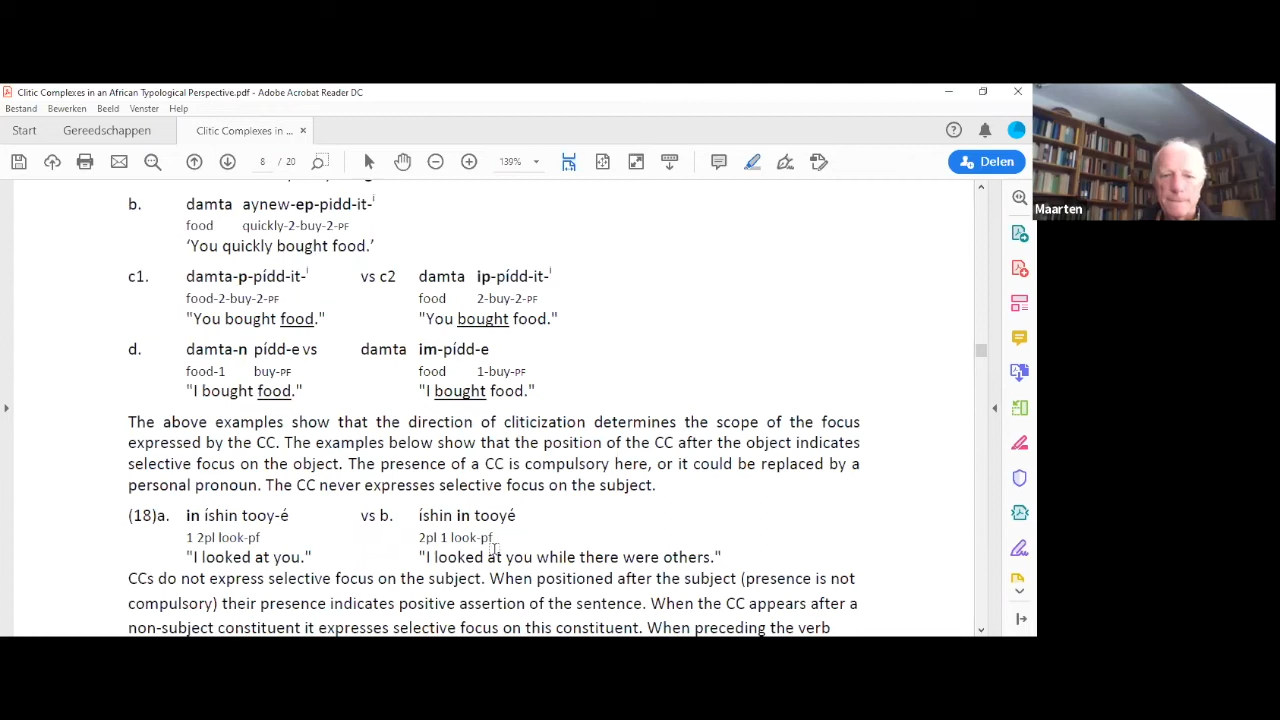 Clitic Complexes in an African Typological Perspective.pdf - Adobe Acrobat Reader DC
Bestand Bewerken Beeld Venster Help
Start Gereedschappen Clitic Complexes in ... ×
8 / 20 139% Delen
Maarten
b. damta aynew-ep-pidd-it-ⁱ
food quickly-2-buy-2-PF
‘You quickly bought food.’
c1. damta-p-pídd-it-ⁱ vs c2 damta ip-pídd-it-ⁱ
food-2-buy-2-PF food 2-buy-2-PF
"You bought food." "You bought food."
d. damta-n pídd-e vs damta im-pídd-e
food-1 buy-PF food 1-buy-PF
"I bought food." "I bought food."
The above examples show that the direction of cliticization determines the scope of the focus
expressed by the CC. The examples below show that the position of the CC after the object indicates
selective focus on the object. The presence of a CC is compulsory here, or it could be replaced by a
personal pronoun. The CC never expresses selective focus on the subject.
(18)a. in íshin tooy-é vs b. íshin in tooyé
1 2pl look-pf 2pl 1 look-pf
"I looked at you." "I looked at you while there were others."
CCs do not express selective focus on the subject. When positioned after the subject (presence is not
compulsory) their presence indicates positive assertion of the sentence. When the CC appears after a
non-subject constituent it expresses selective focus on this constituent. When preceding the verb